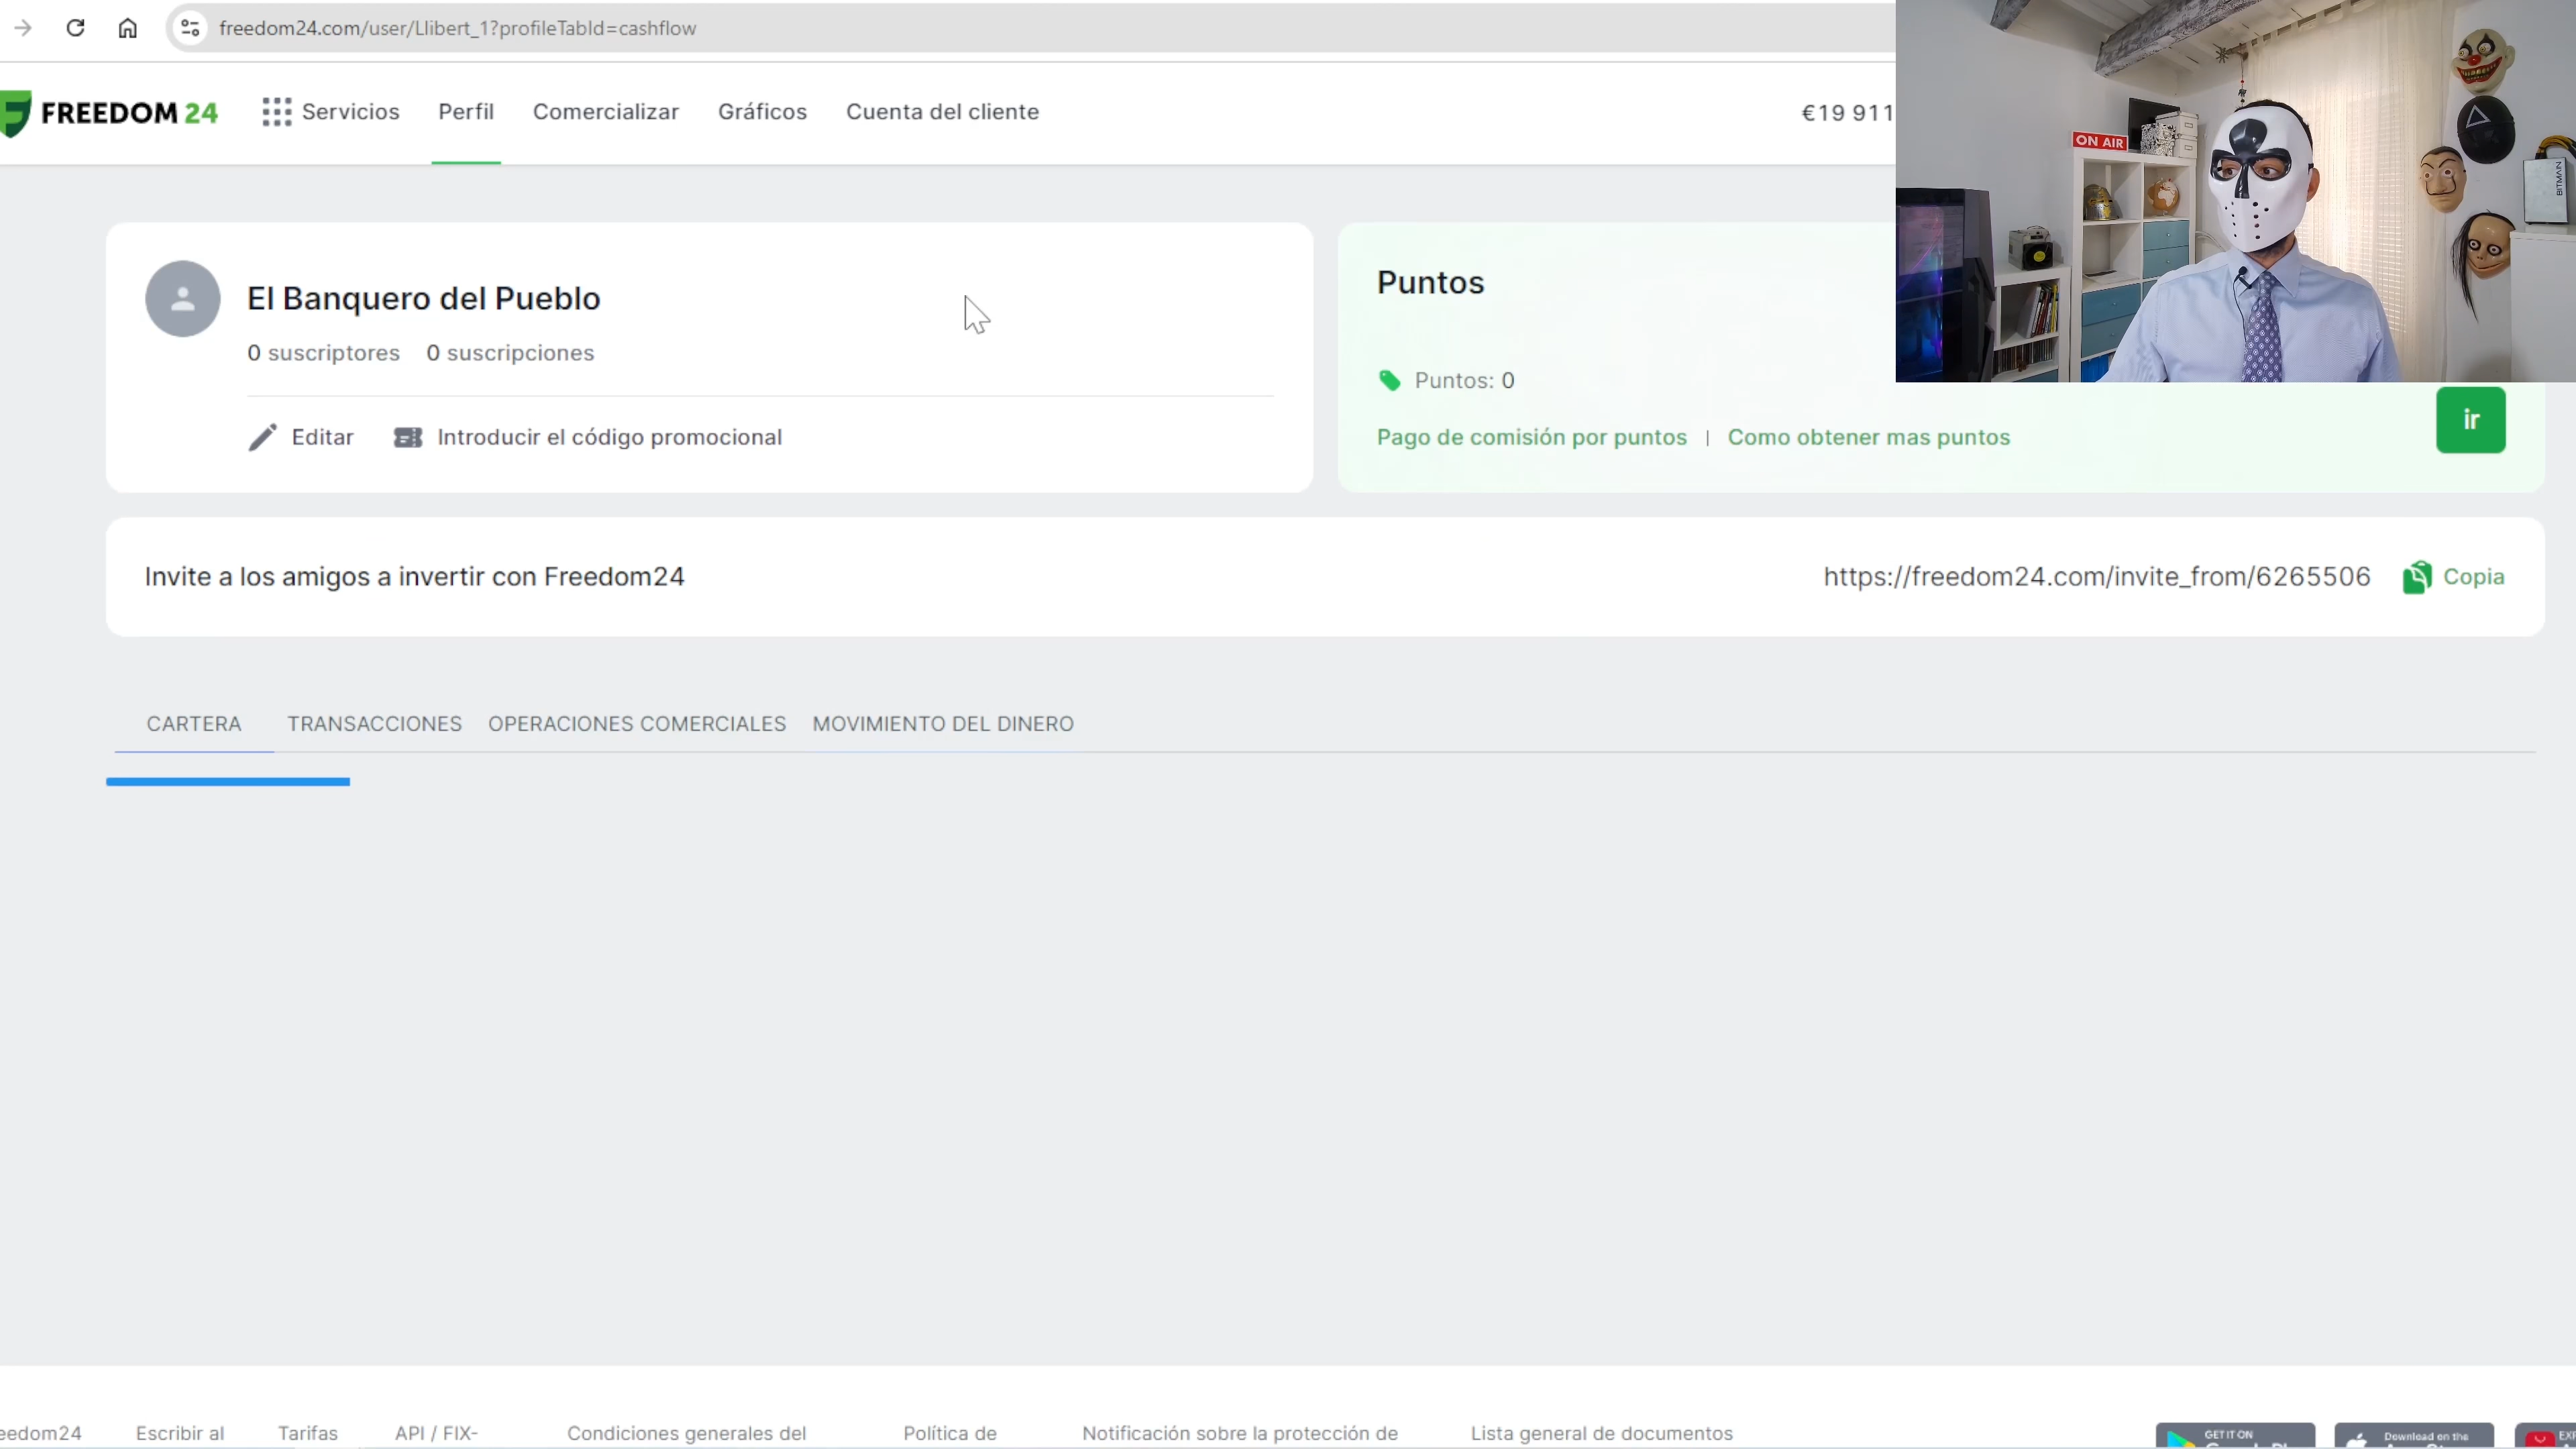 freedom24.com/user/Llibert_1?profileTabId=cashflow
FREEDOM 24
Servicios
Perfil
Comercializar
Gráficos
Cuenta del cliente
€19 911
ON AIR
BITMAIN
El Banquero del Pueblo
0 suscriptores 0 suscripciones
Editar
Introducir el código promocional
Puntos
Puntos: 0
Pago de comisión por puntos | Como obtener mas puntos
ir
Invite a los amigos a invertir con Freedom24
https://freedom24.com/invite_from/6265506
Copia
CARTERA
TRANSACCIONES
OPERACIONES COMERCIALES
MOVIMIENTO DEL DINERO
eedom24
Escribir al
Tarifas
API / FIX-
Condiciones generales del
Política de
Notificación sobre la protección de
Lista general de documentos
GET IT ON
Download on the